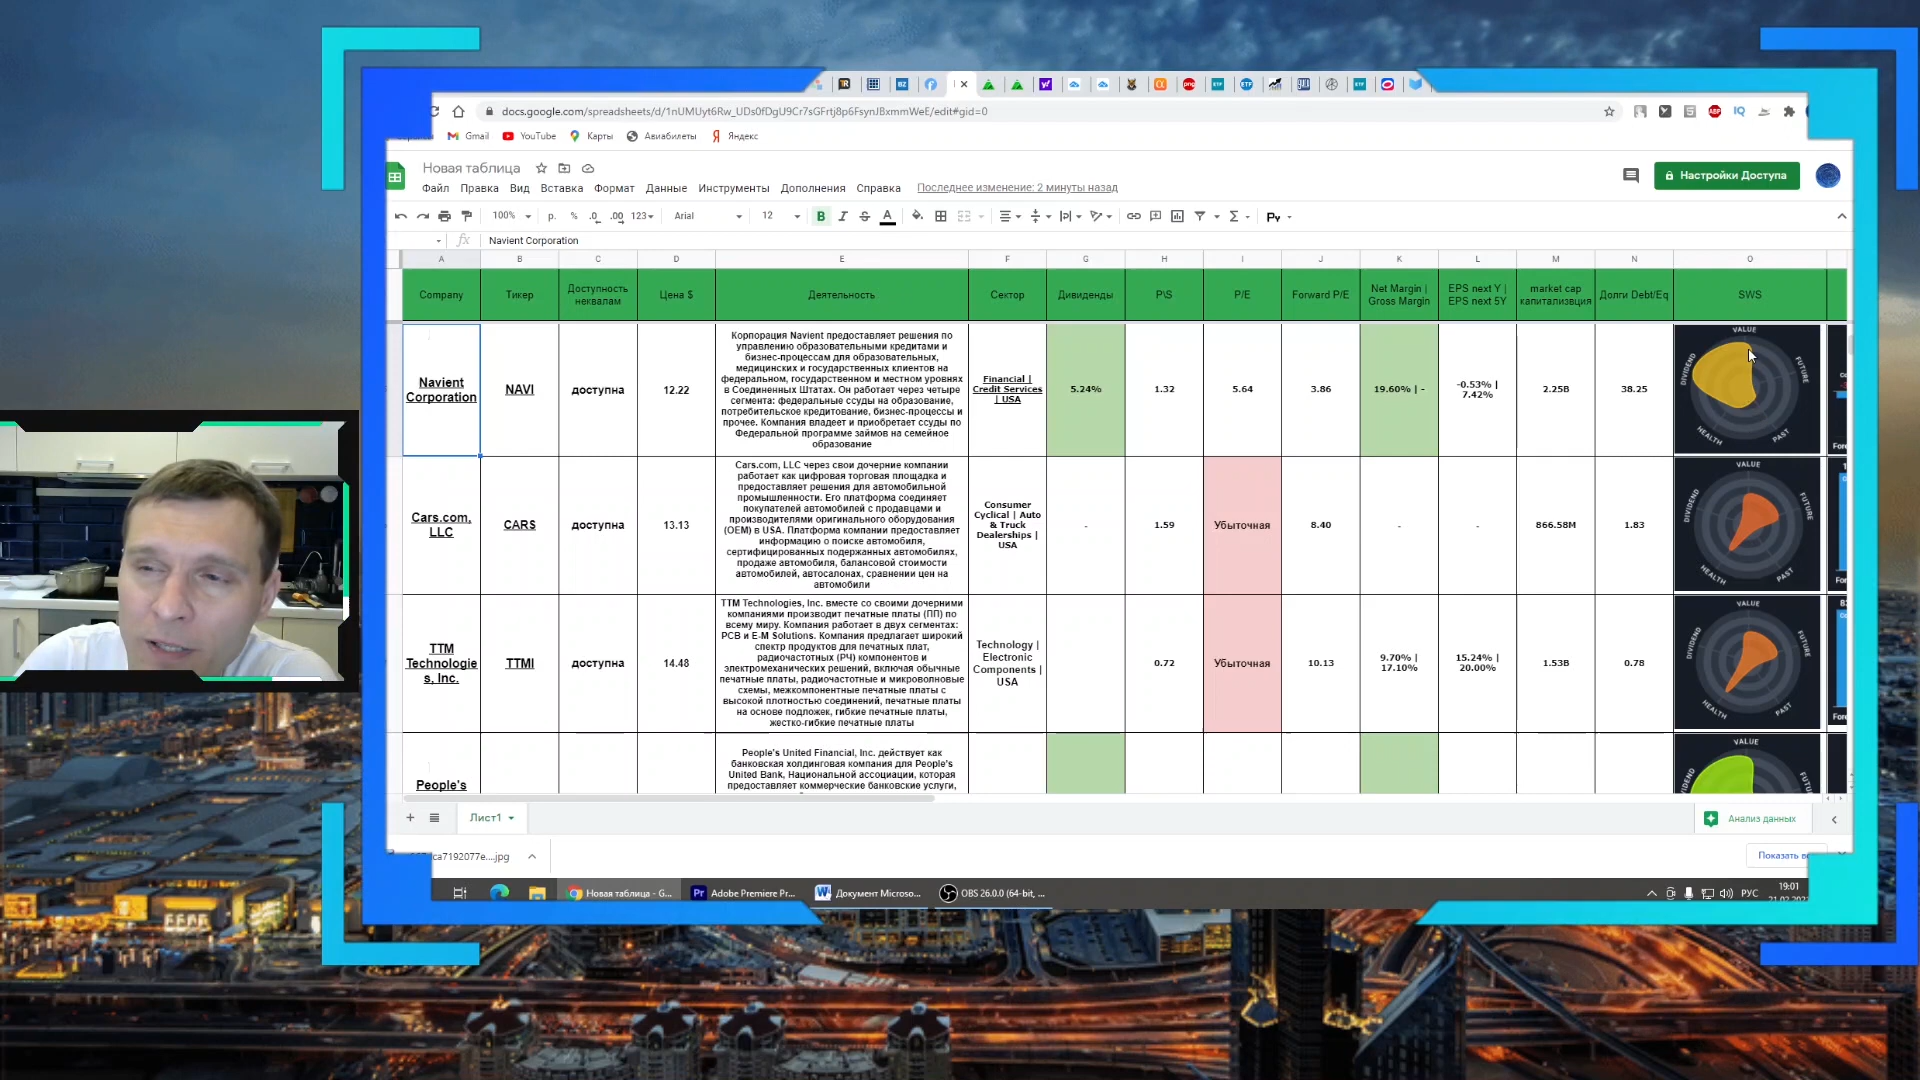 docs.google.com/spreadsheets/d/1nUMUyt6Rw_UDs0fDgU9Cr7sGFrtj8p6FsynJBxmmWeE/edit#gid=0
Gmail YouTube Карты Авиабилеты Яндекс
Новая таблица
Файл Правка Вид Вставка Формат Данные Инструменты Дополнения Справка Последнее изменение: 2 минуты назад
Настройки Доступа
100% р. % .0 .00 123 Arial 12 B I S A
fx Navient Corporation
A B C D E F G H I J K L M N O
Company Тикер Доступность неквалам Цена $ Деятельность Сектор Дивиденды P\S P/E Forward P/E Net Margin | Gross Margin EPS next Y | EPS next 5Y market cap капитализвция Долги Debt/Eq SWS
Navient
Corporation
NAVI
доступна
12.22
Корпорация Navient предоставляет решения по
управлению образовательными кредитами и
бизнес-процессам для образовательных,
медицинских и государственных клиентов на
федеральном, государственном и местном уровнях
в Соединенных Штатах. Он работает через четыре
сегмента: федеральные ссуды на образование,
потребительское кредитование, бизнес-процессы и
прочее. Компания владеет и приобретает ссуды по
Федеральной программе займов на семейное
образование
Financial |
Credit Services
| USA
5.24%
1.32
5.64
3.86
19.60% | -
-0.53% |
7.42%
2.25B
38.25
VALUE
FUTURE
PAST
HEALTH
DIVIDEND
Cars.com,
LLC
CARS
доступна
13.13
Cars.com, LLC через свои дочерние компании
работает как цифровая торговая площадка и
предоставляет решения для автомобильной
промышленности. Его платформа соединяет
покупателей автомобилей с продавцами и
производителями оригинального оборудования
(OEM) в USA. Платформа компании предоставляет
информацию о поиске автомобиля,
сертифицированных подержанных автомобилях,
продаже автомобиля, балансовой стоимости
автомобилей, автосалонах, сравнении цен на
автомобили
Consumer
Cyclical | Auto
& Truck
Dealerships |
USA
-
1.59
Убыточная
8.40
-
-
866.58M
1.83
VALUE
FUTURE
PAST
HEALTH
DIVIDEND
TTM
Technologie
s, Inc.
TTMI
доступна
14.48
TTM Technologies, Inc. вместе со своими дочерними
компаниями производит печатные платы (ПП) по
всему миру. Компания работает в двух сегментах:
PCB и E-M Solutions. Компания предлагает широкий
спектр продуктов для печатных плат,
радиочастотных (РЧ) компонентов и
электромеханических решений, включая обычные
печатные платы, радиочастотные и микроволновые
схемы, межкомпонентные печатные платы с
высокой плотностью соединений, печатные платы
на основе подложек, гибкие печатные платы,
жестко-гибкие печатные платы
Technology |
Electronic
Components |
USA
0.72
Убыточная
10.13
9.70% |
17.10%
15.24% |
20.00%
1.53B
0.78
VALUE
FUTURE
PAST
HEALTH
DIVIDEND
People's
People's United Financial, Inc. действует как
банковская холдинговая компания для People's
United Bank, Национальной ассоциации, которая
предоставляет коммерческие банковские услуги,
VALUE
FUTURE
DIVIDEND
Лист1
Анализ данных
ca7192077e....jpg
Показать
Новая таблица - G... Adobe Premiere Pr... Документ Microso... OBS 26.0.0 (64-bit, ... РУС 19:01